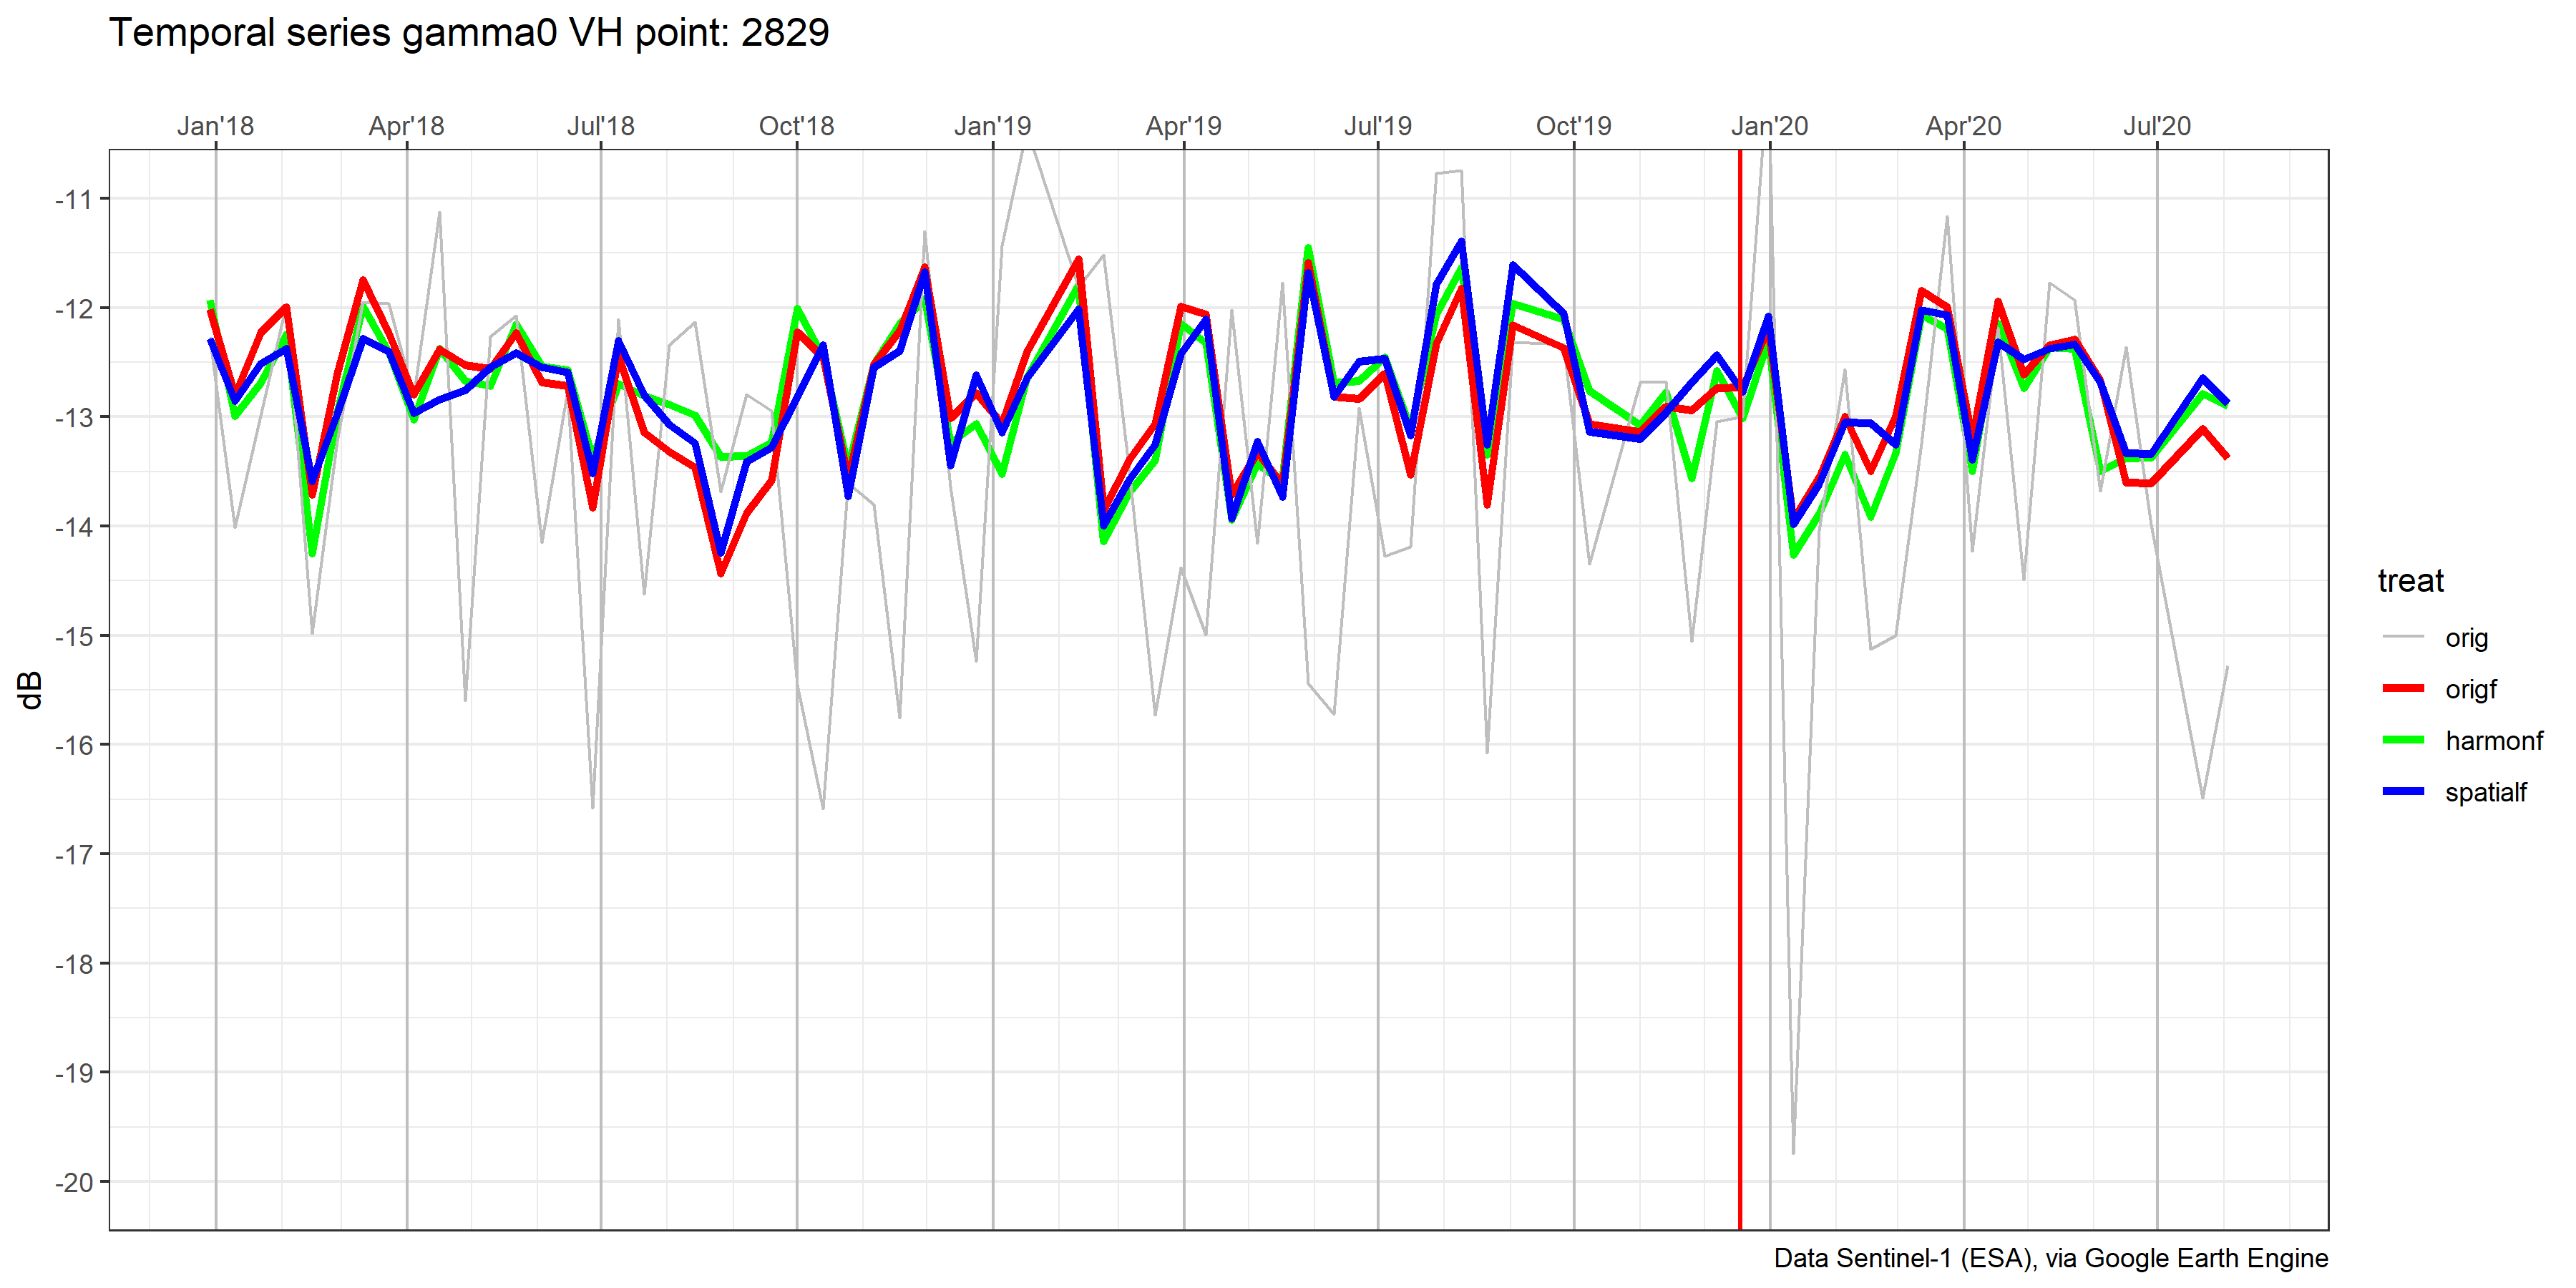 Temporal series gamma0 VH point: 2829
Jan'18 Apr'18 Jul'18 Oct'18 Jan'19 Apr'19 Jul'19 Oct'19 Jan'20 Apr'20 Jul'20
-11
-12
-13
-14
-15
-16
-17
-18
-19
-20
dB
treat
orig
origf
harmonf
spatialf
Data Sentinel-1 (ESA), via Google Earth Engine